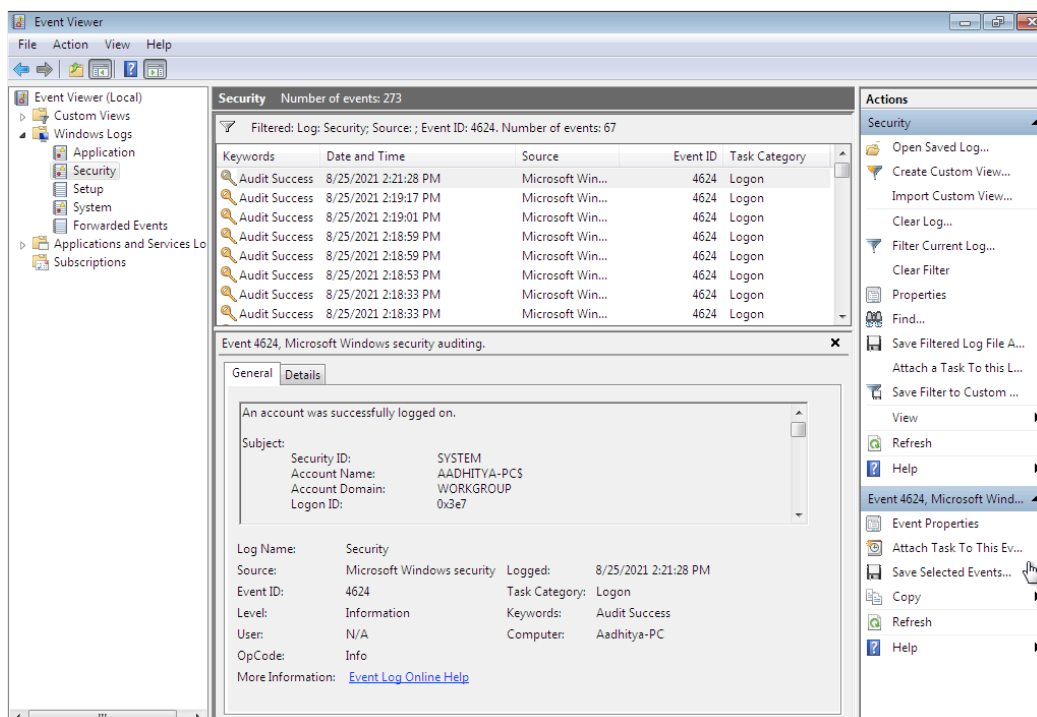 Event Viewer
File Action View Help
Event Viewer (Local)
Custom Views
Windows Logs
Application
Security
Setup
System
Forwarded Events
Applications and Services Lo
Subscriptions
Security Number of events: 273
Filtered: Log: Security; Source: ; Event ID: 4624. Number of events: 67
Keywords Date and Time Source Event ID Task Category
Audit Success 8/25/2021 2:21:28 PM Microsoft Win... 4624 Logon
Audit Success 8/25/2021 2:19:17 PM Microsoft Win... 4624 Logon
Audit Success 8/25/2021 2:19:01 PM Microsoft Win... 4624 Logon
Audit Success 8/25/2021 2:18:59 PM Microsoft Win... 4624 Logon
Audit Success 8/25/2021 2:18:59 PM Microsoft Win... 4624 Logon
Audit Success 8/25/2021 2:18:53 PM Microsoft Win... 4624 Logon
Audit Success 8/25/2021 2:18:33 PM Microsoft Win... 4624 Logon
Audit Success 8/25/2021 2:18:33 PM Microsoft Win... 4624 Logon
Event 4624, Microsoft Windows security auditing.
General Details
An account was successfully logged on.
Subject:
Security ID: SYSTEM
Account Name: AADHITYA-PC$
Account Domain: WORKGROUP
Logon ID: 0x3e7
Log Name: Security
Source: Microsoft Windows security Logged: 8/25/2021 2:21:28 PM
Event ID: 4624 Task Category: Logon
Level: Information Keywords: Audit Success
User: N/A Computer: Aadhitya-PC
OpCode: Info
More Information: Event Log Online Help
Actions
Security
Open Saved Log...
Create Custom View...
Import Custom View...
Clear Log...
Filter Current Log...
Clear Filter
Properties
Find...
Save Filtered Log File A...
Attach a Task To this L...
Save Filter to Custom ...
View
Refresh
Help
Event 4624, Microsoft Wind...
Event Properties
Attach Task To This Ev...
Save Selected Events...
Copy
Refresh
Help